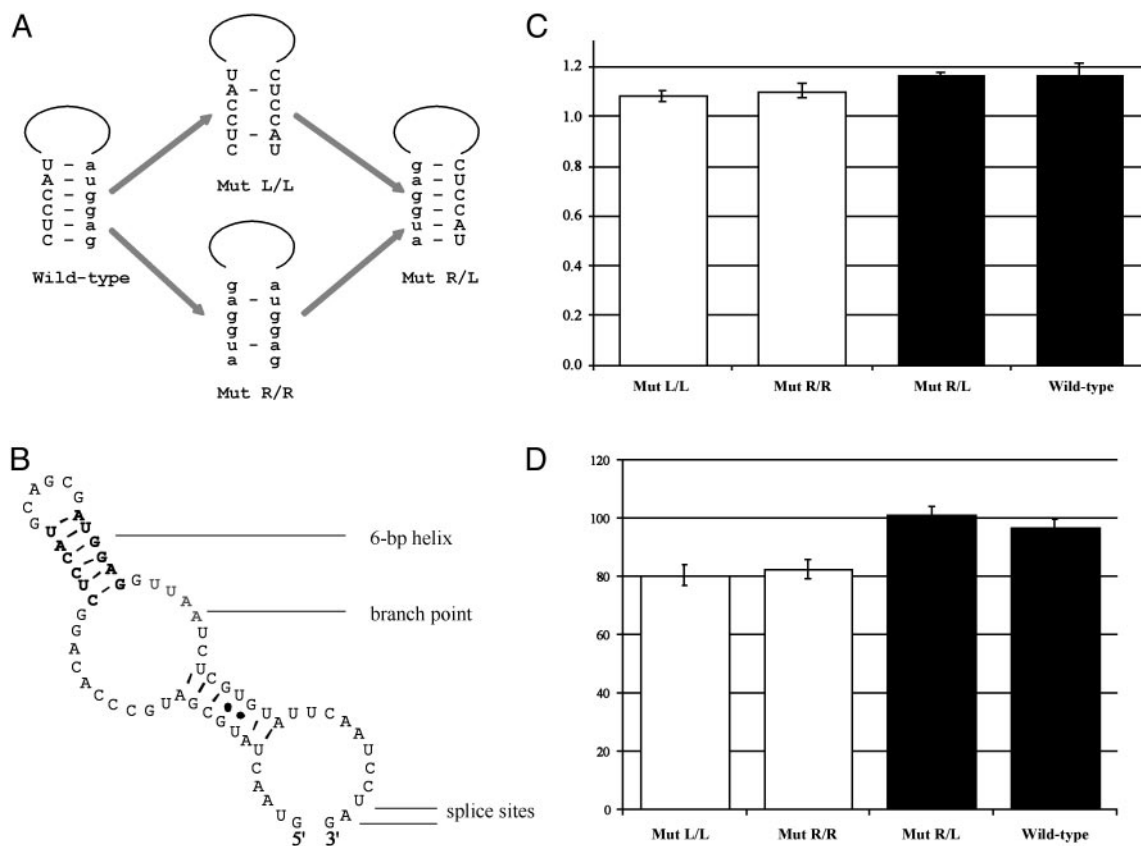 A
U - a
A - u
C - g
C - g
U - a
C - g
Wild-type
U C
A - U
C C
C C
U - A
C U
Mut L/L
g a
a - u
g g
g g
u - a
a g
Mut R/R
g - C
a - U
g - C
g - C
u - A
a - U
Mut R/L
B
GUAACUAUGCGAUGCCCACAGGCUCCAUGCAGCGAUGGAGGUUAAUCUCGUGUAUUCAAUCCUAG
5' 3'
6-bp helix
branch point
splice sites
C
1.2
1.0
0.8
0.6
0.4
0.2
0.0
Mut L/L Mut R/R Mut R/L Wild-type
D
120
100
80
60
40
20
0
Mut L/L Mut R/R Mut R/L Wild-type